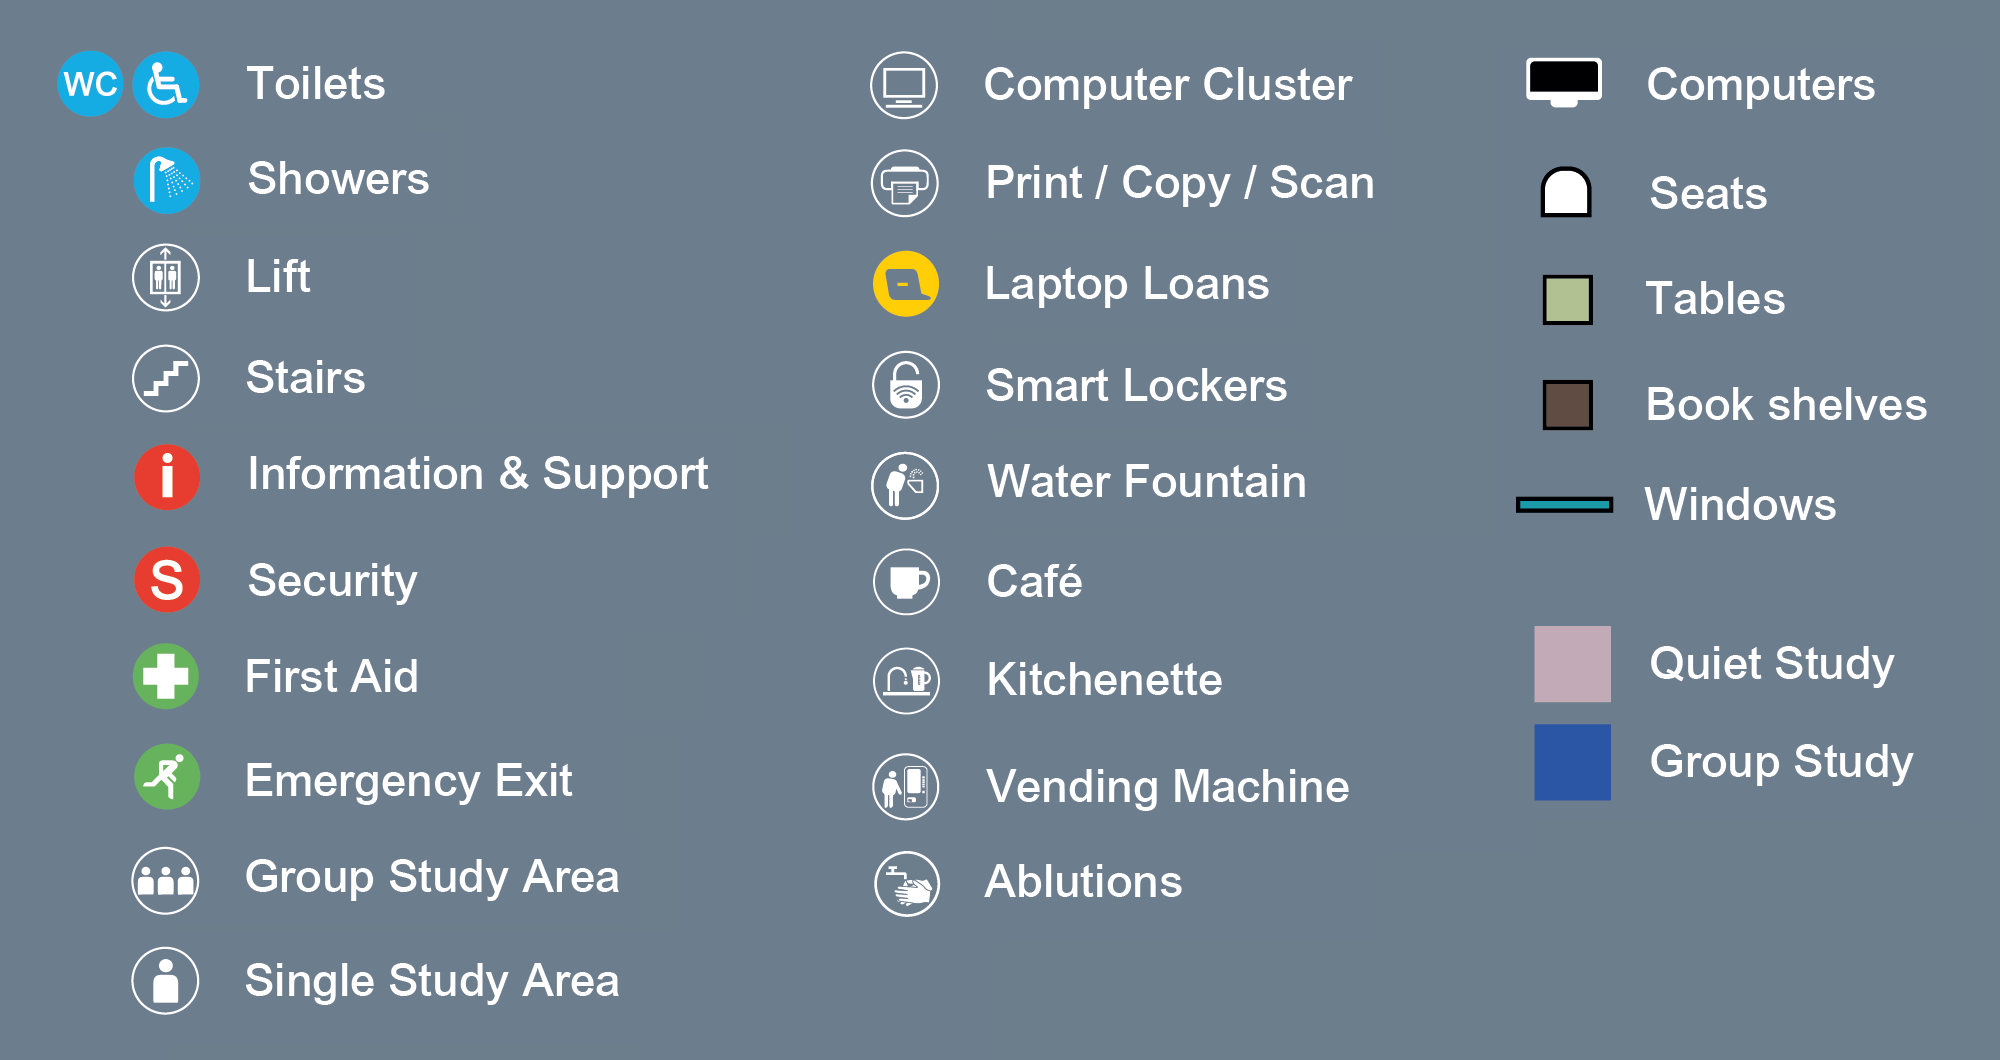 WC Toilets
Showers
Lift
Stairs
i Information & Support
S Security
First Aid
Emergency Exit
Group Study Area
Single Study Area
Computer Cluster
Print / Copy / Scan
Laptop Loans
Smart Lockers
Water Fountain
Café
Kitchenette
Vending Machine
Ablutions
Computers
Seats
Tables
Book shelves
Windows
Quiet Study
Group Study